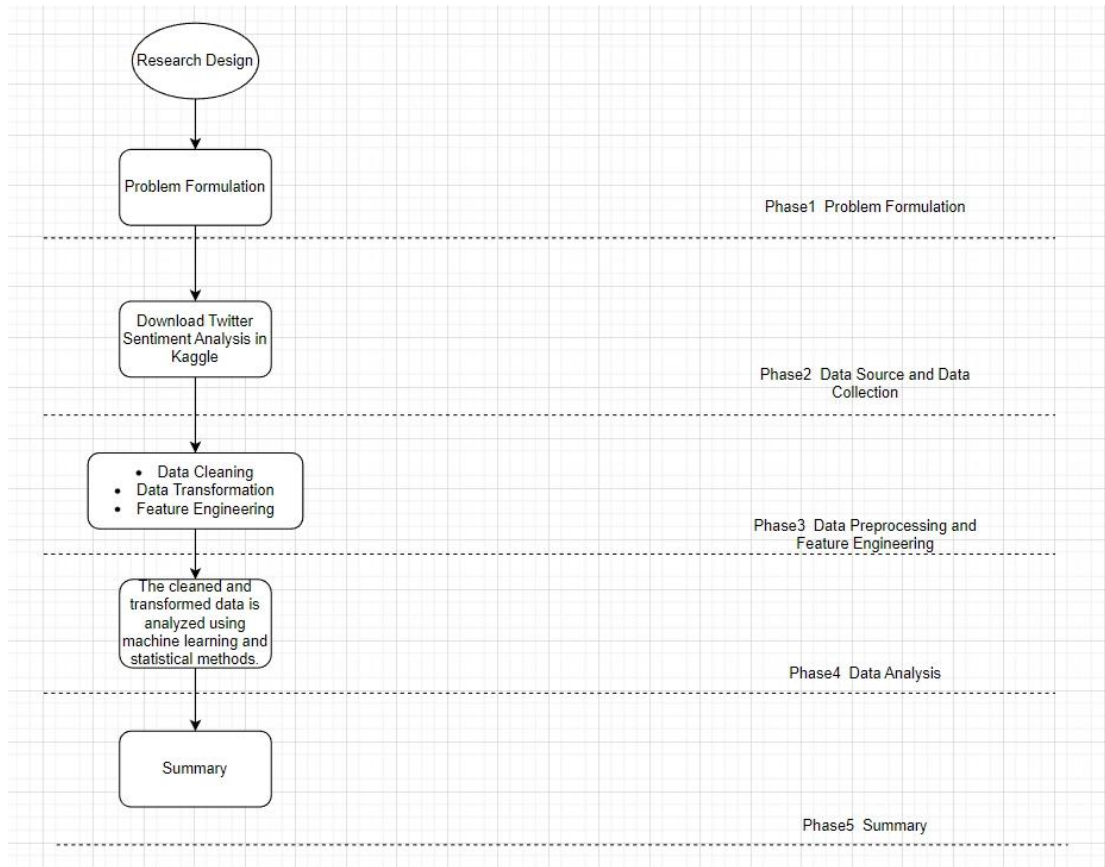 Research Design
Problem Formulation
Phase1 Problem Formulation
Download Twitter
Sentiment Analysis in
Kaggle
Phase2 Data Source and Data
Collection
• Data Cleaning
• Data Transformation
• Feature Engineering
Phase3 Data Preprocessing and
Feature Engineering
The cleaned and
transformed data is
analyzed using
machine learning and
statistical methods.
Phase4 Data Analysis
Summary
Phase5 Summary